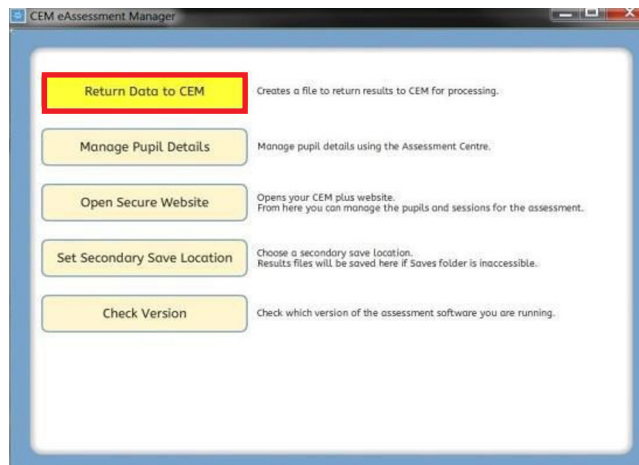 CEM eAssessment Manager
Return Data to CEM
Creates a file to return results to CEM for processing.
Manage Pupil Details
Manage pupil details using the Assessment Centre.
Open Secure Website
Opens your CEM plus website.
From here you can manage the pupils and sessions for the assessment.
Set Secondary Save Location
Choose a secondary save location.
Results files will be saved here if Saves folder is inaccessible.
Check Version
Check which version of the assessment software you are running.